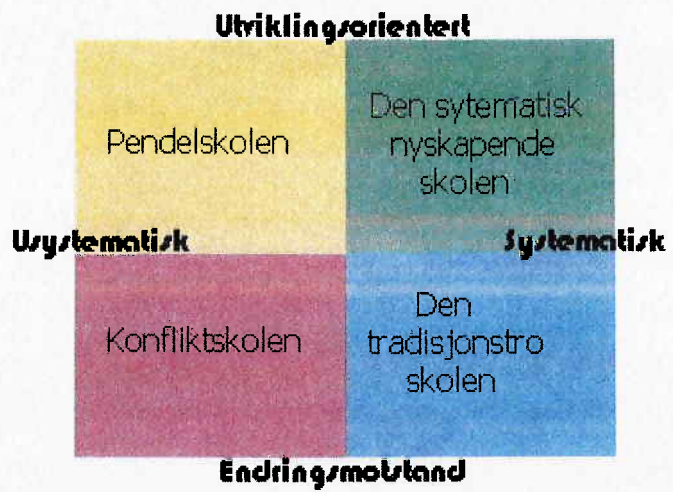 Utviklingsorientert
Pendelskolen
Den sytematisk
nyskapende
skolen
Usystematisk
Systematisk
Konfliktskolen
Den
tradisjonstro
skolen
Endringsmotstand